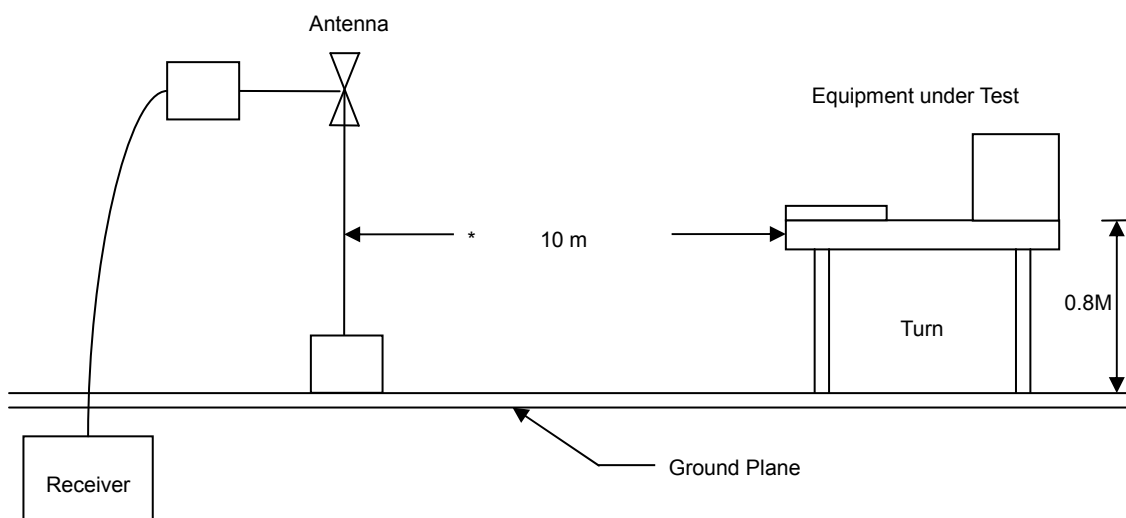 Antenna
Equipment under Test
* 10 m
0.8M
Turn
Ground Plane
Receiver